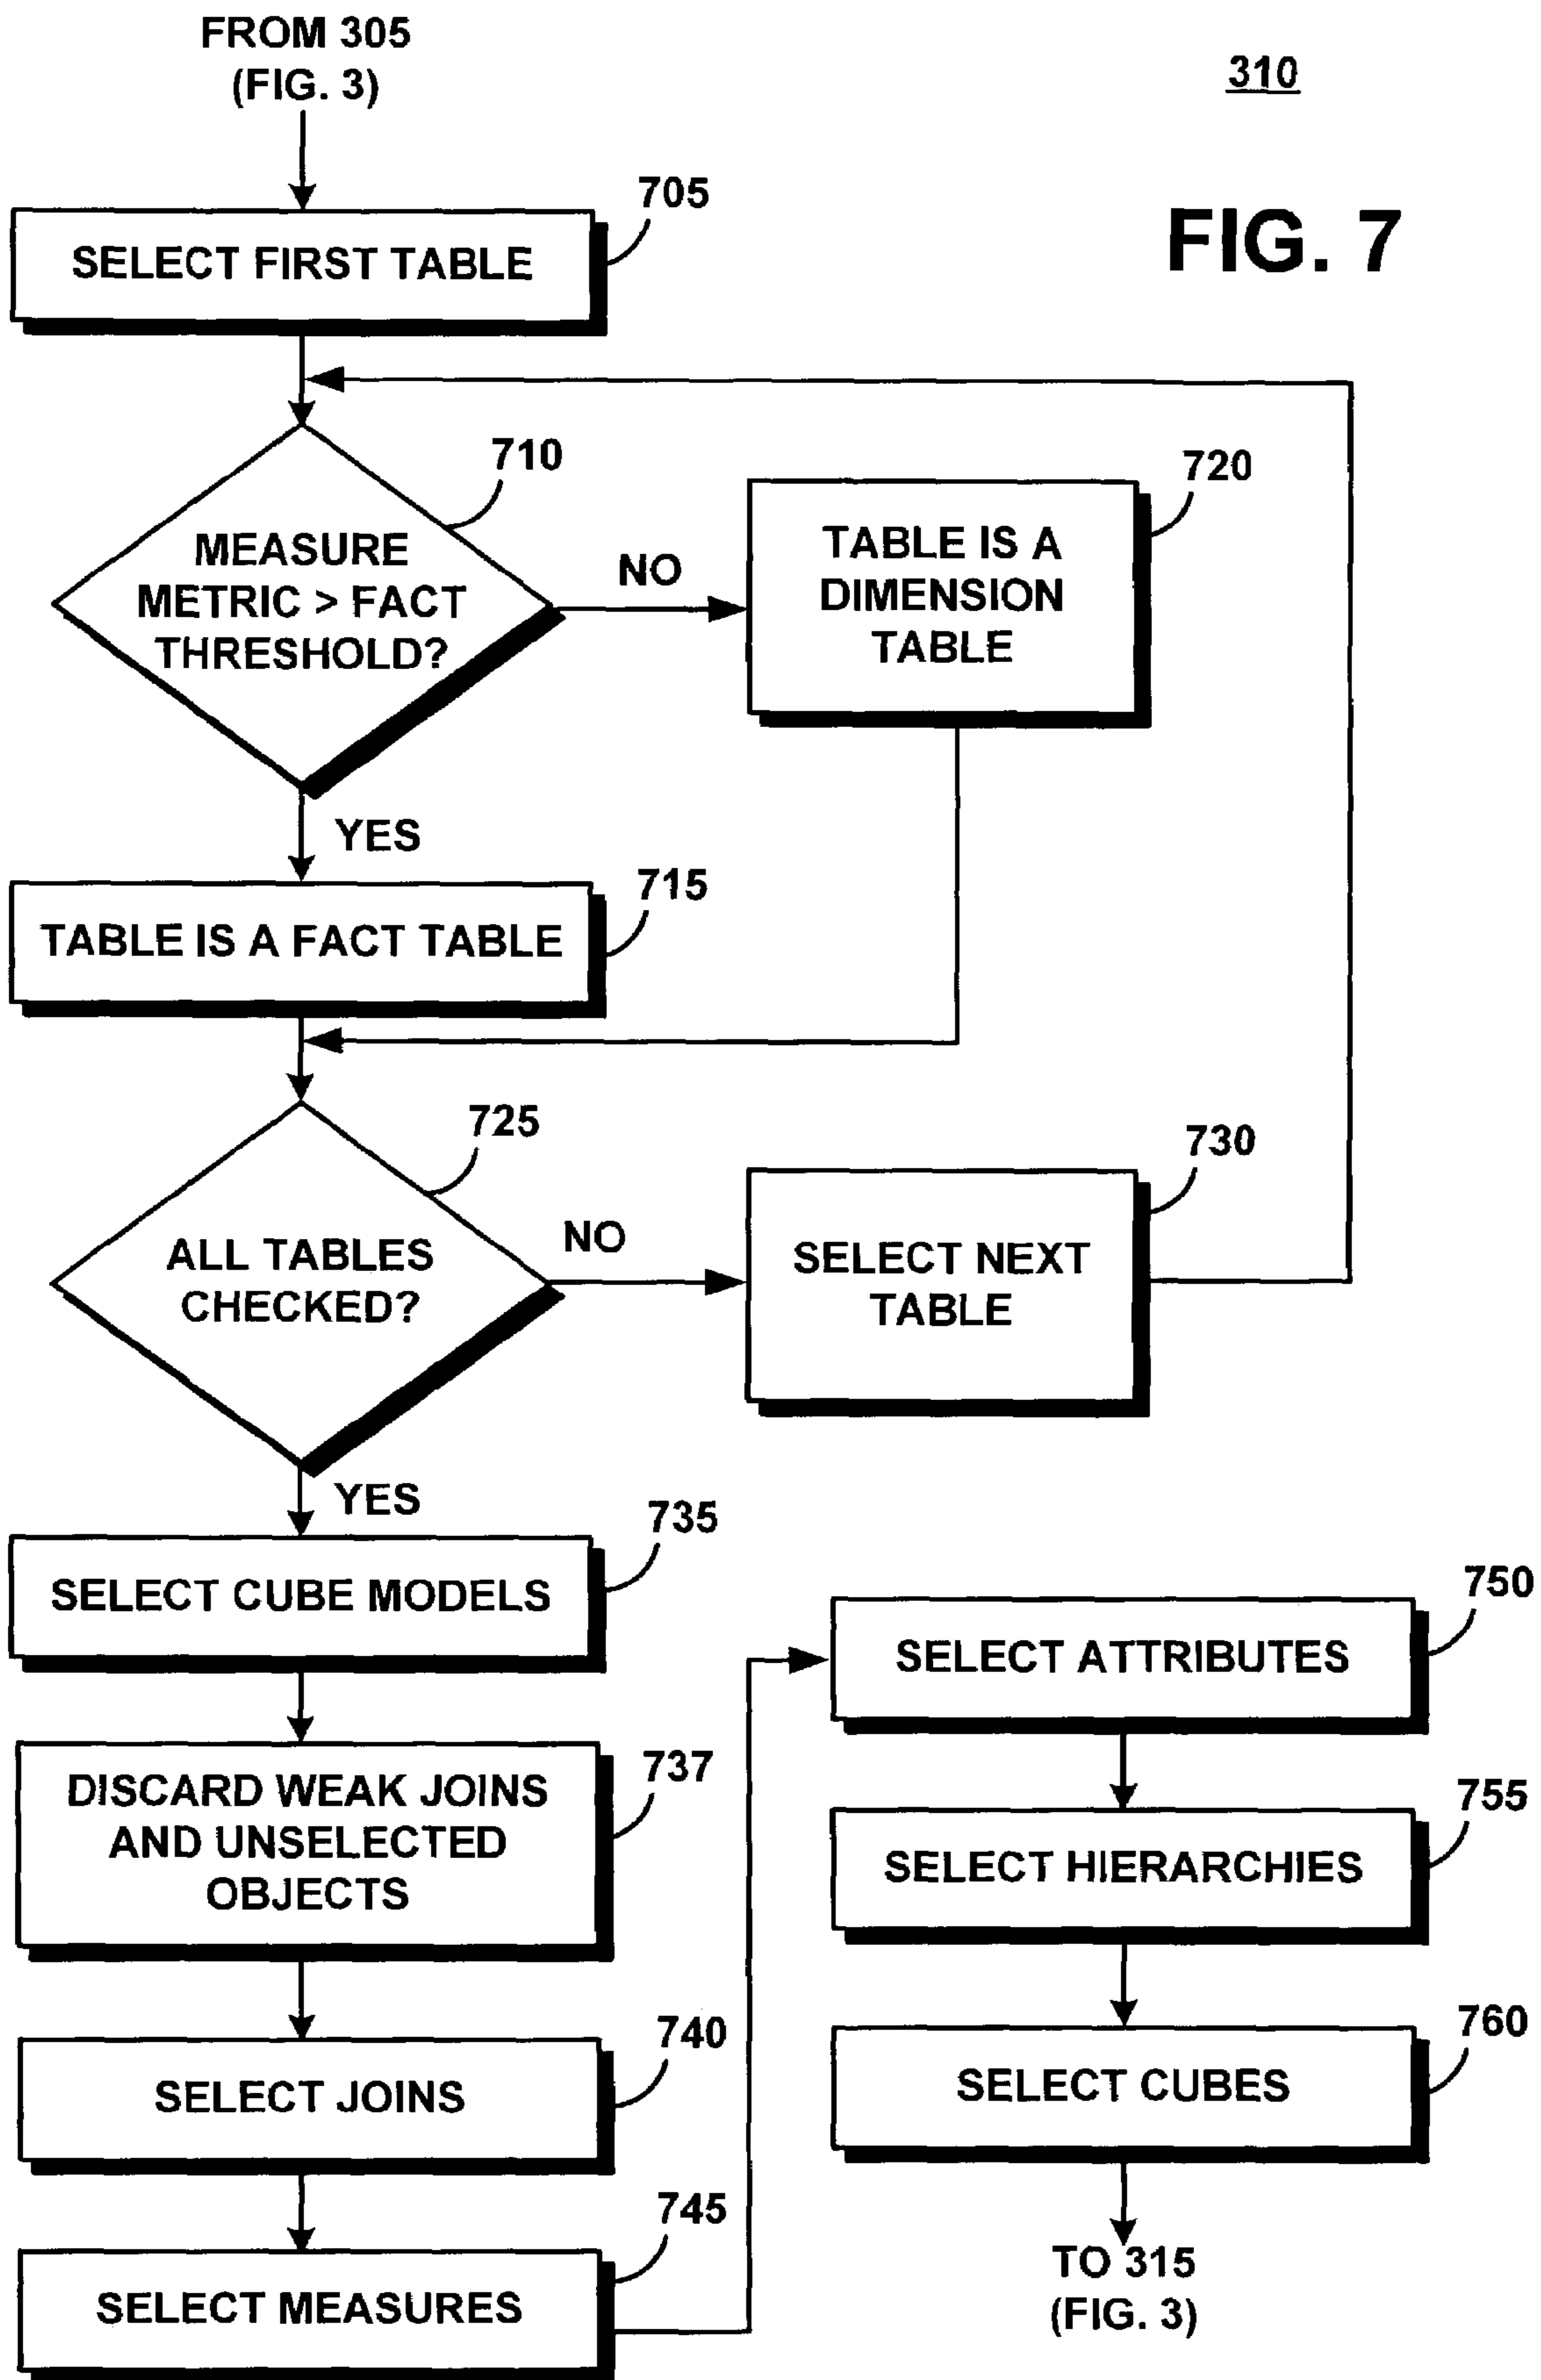 FROM 305
(FIG. 3)
310
FIG. 7
705
SELECT FIRST TABLE
710
MEASURE
METRIC > FACT
THRESHOLD?
NO
720
TABLE IS A
DIMENSION
TABLE
YES
715
TABLE IS A FACT TABLE
725
ALL TABLES
CHECKED?
NO
730
SELECT NEXT
TABLE
YES
735
SELECT CUBE MODELS
737
DISCARD WEAK JOINS
AND UNSELECTED
OBJECTS
740
SELECT JOINS
745
SELECT MEASURES
750
SELECT ATTRIBUTES
755
SELECT HIERARCHIES
760
SELECT CUBES
TO 315
(FIG. 3)